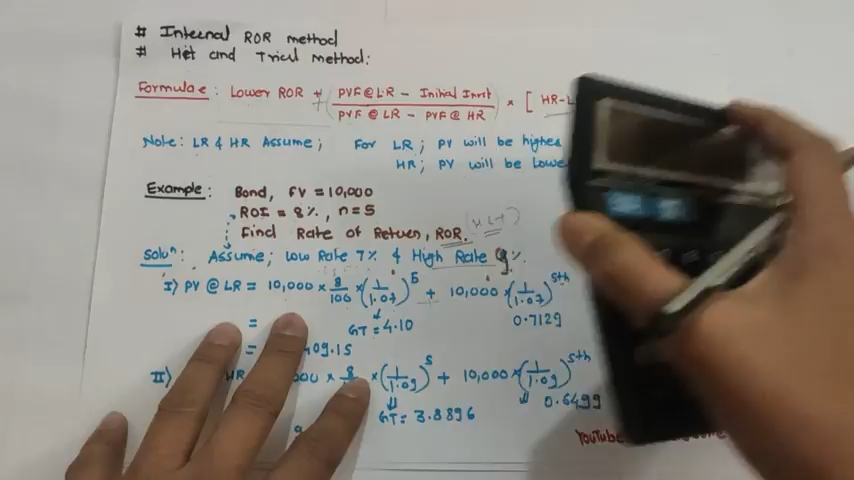 # Internal ROR method
# Het and Trial method:
Formulae: Lower ROR + ( PVF@LR - Initial Invst / PVF @ LR - PVF @ HR ) * [ HR-L
Note: LR & HR Assume; For LR; PV will be highes
HR; PV will be Lowe
Example: Bond, FV = 10,000
ROI = 8%, n=5
Find Rate of Return, ROR.
Soluⁿ: Assume; Low Rate 7% & High Rate 9%.
I) PV @ LR = 10,000 * 8/100 * (1/1.07)^5 + 10,000 * (1/1.07)^5th
= GT = 4.10 0.7129
= 409.15
II) HR 000 * 8 * (1/1.09)^5 + 10,000 * (1/1.09)^5th
GT = 3.8896 0.6499
YouTube